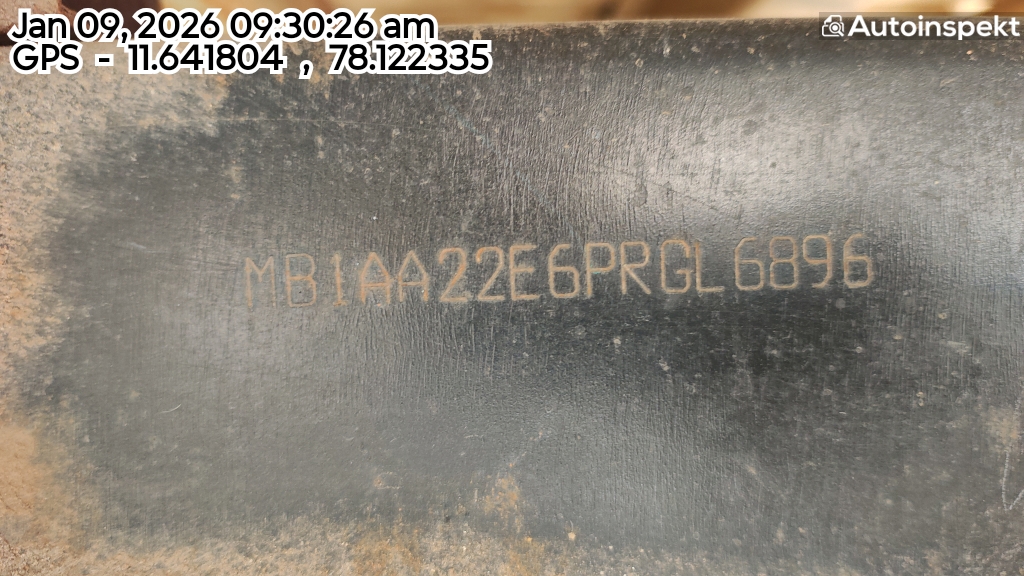 Jan 09, 2026 09:30:26 am
GPS - 11.641804 , 78.122335
Autoinspekt
MB1AA22E6PRGL6896